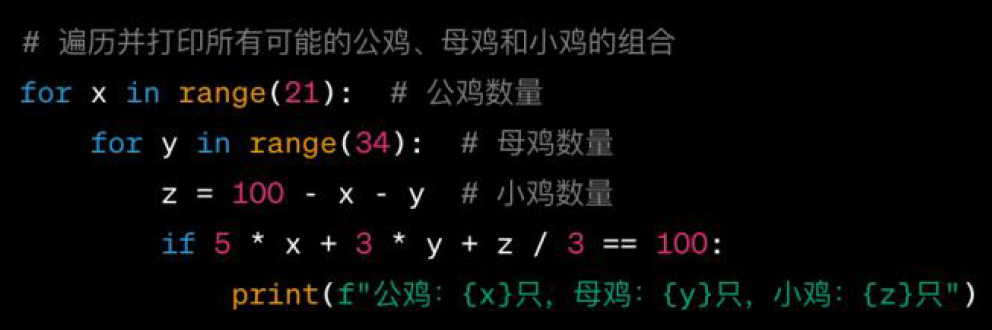 # 遍历并打印所有可能的公鸡、母鸡和小鸡的组合
for x in range(21):  # 公鸡数量
    for y in range(34):  # 母鸡数量
        z = 100 - x - y  # 小鸡数量
        if 5 * x + 3 * y + z / 3 == 100:
            print(f"公鸡：{x}只，母鸡：{y}只，小鸡：{z}只")